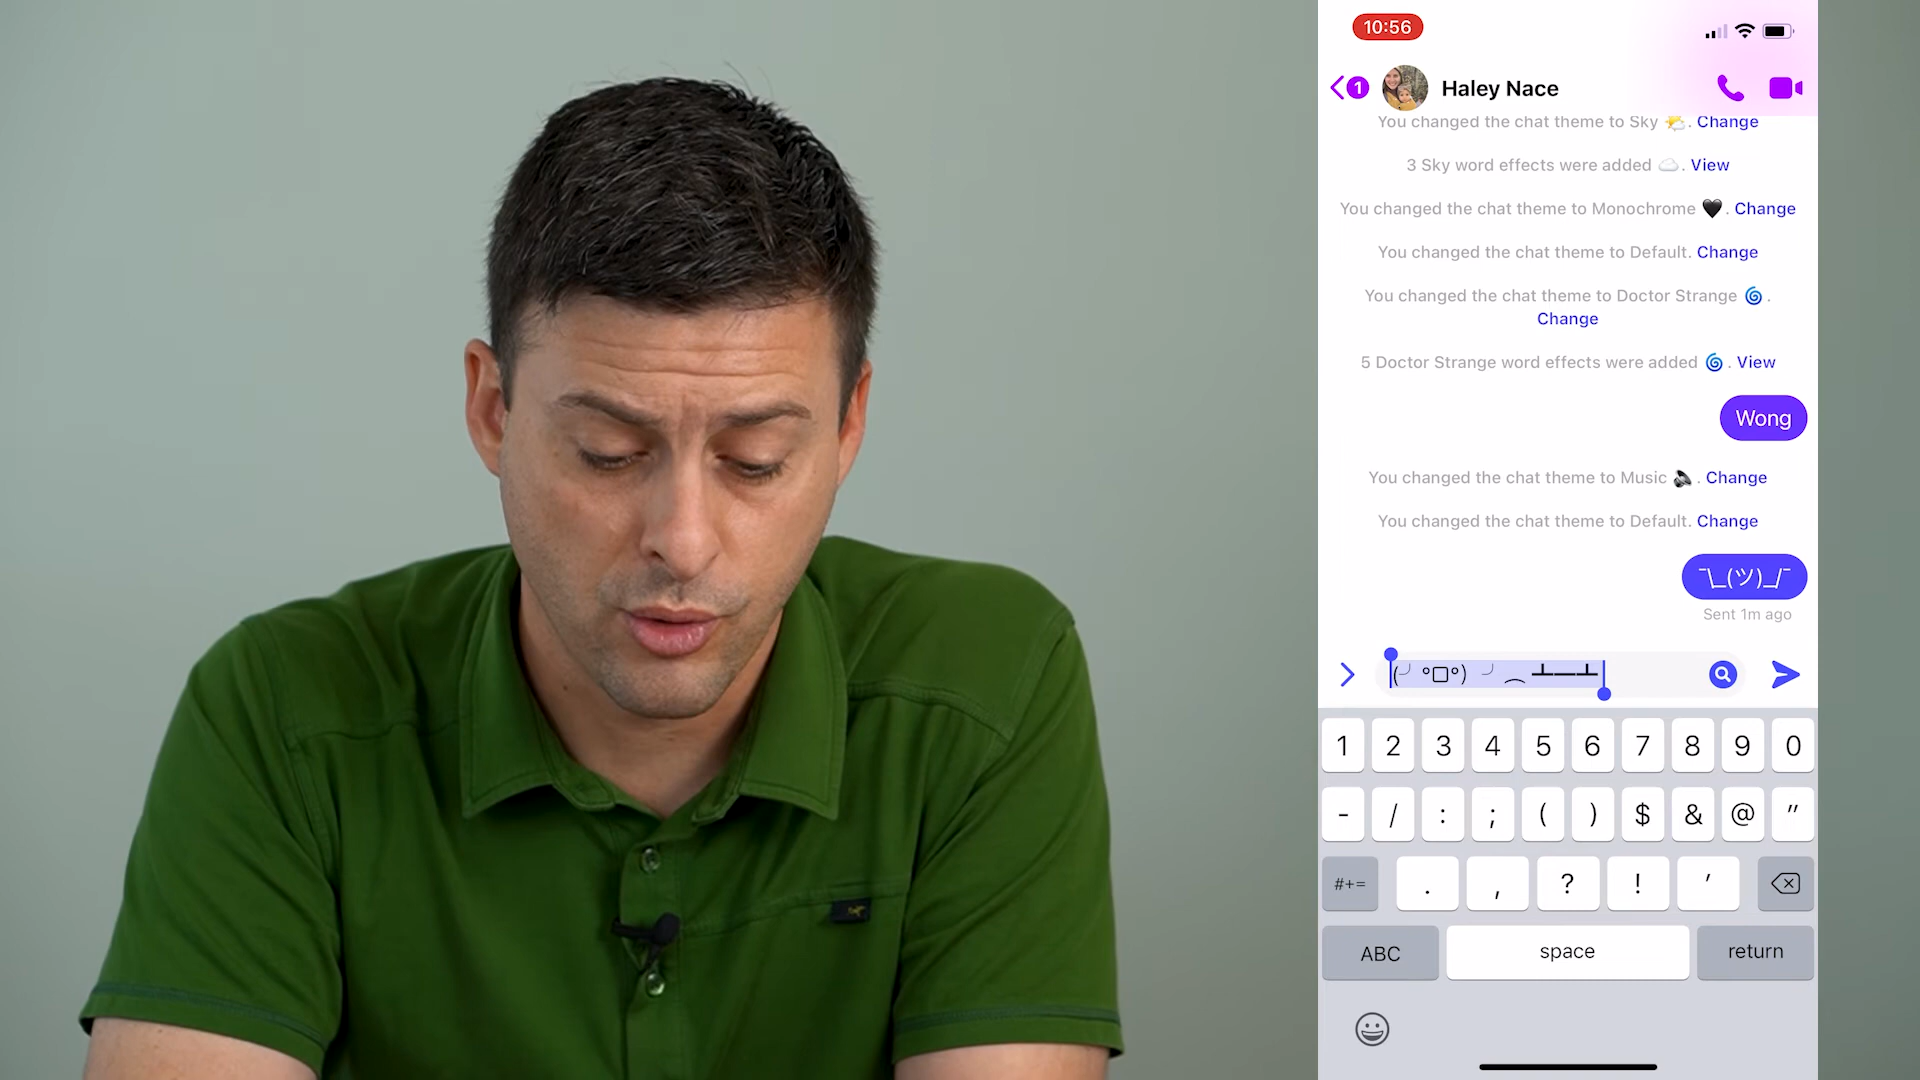 10:56
1
Haley Nace
You changed the chat theme to Sky 🌤️. Change
3 Sky word effects were added ☁️. View
You changed the chat theme to Monochrome 🖤. Change
You changed the chat theme to Default. Change
You changed the chat theme to Doctor Strange 🌀.
Change
5 Doctor Strange word effects were added 🌀. View
Wong
You changed the chat theme to Music 🔊. Change
You changed the chat theme to Default. Change
¯\_(ツ)_/¯
Sent 1m ago
(╯°□°)╯︵ ┻━┻
1 2 3 4 5 6 7 8 9 0
- / : ; ( ) $ & @ "
#+= . , ? ! '
ABC space return